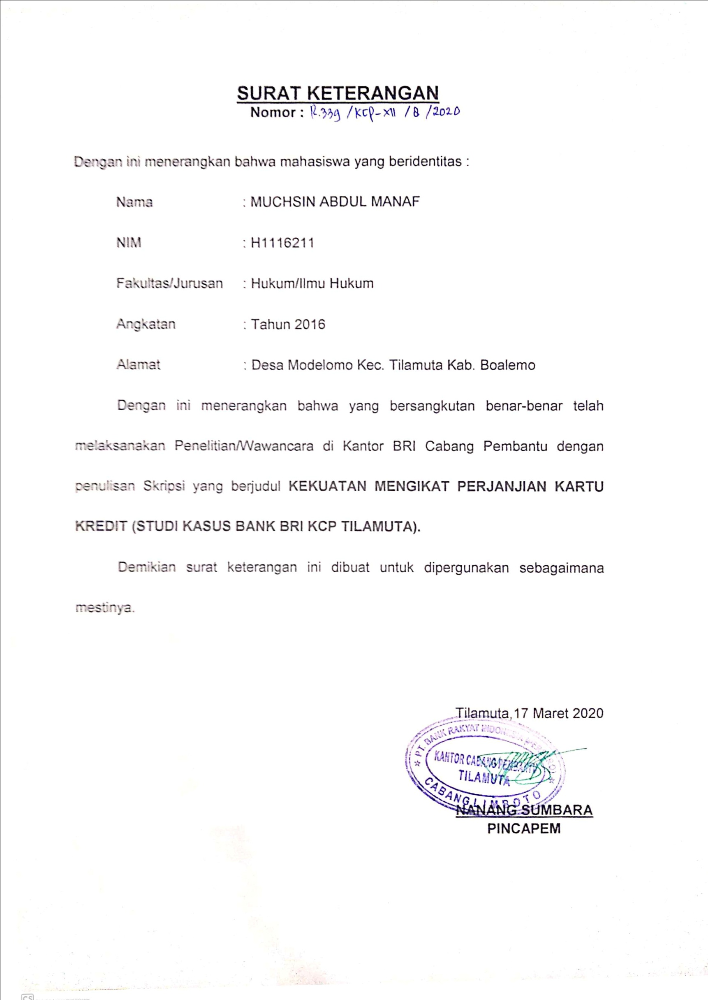 SURAT KETERANGAN
Nomor : R.339 /KCP-XII /8 /2020
Dengan ini menerangkan bahwa mahasiswa yang beridentitas :
Nama : MUCHSIN ABDUL MANAF
NIM : H1116211
Fakultas/Jurusan : Hukum/Ilmu Hukum
Angkatan : Tahun 2016
Alamat : Desa Modelomo Kec. Tilamuta Kab. Boalemo
Dengan ini menerangkan bahwa yang bersangkutan benar-benar telah
melaksanakan Penelitian/Wawancara di Kantor BRI Cabang Pembantu dengan
penulisan Skripsi yang berjudul KEKUATAN MENGIKAT PERJANJIAN KARTU
KREDIT (STUDI KASUS BANK BRI KCP TILAMUTA).
Demikian surat keterangan ini dibuat untuk dipergunakan sebagaimana
mestinya.
Tilamuta,17 Maret 2020
PT. BANK RAKYAT INDONESIA (PERSERO)
KANTOR CABANG PEMBANTU
TILAMUTA
CABANG LIMBOTO
NANANG SUMBARA
PINCAPEM
CS